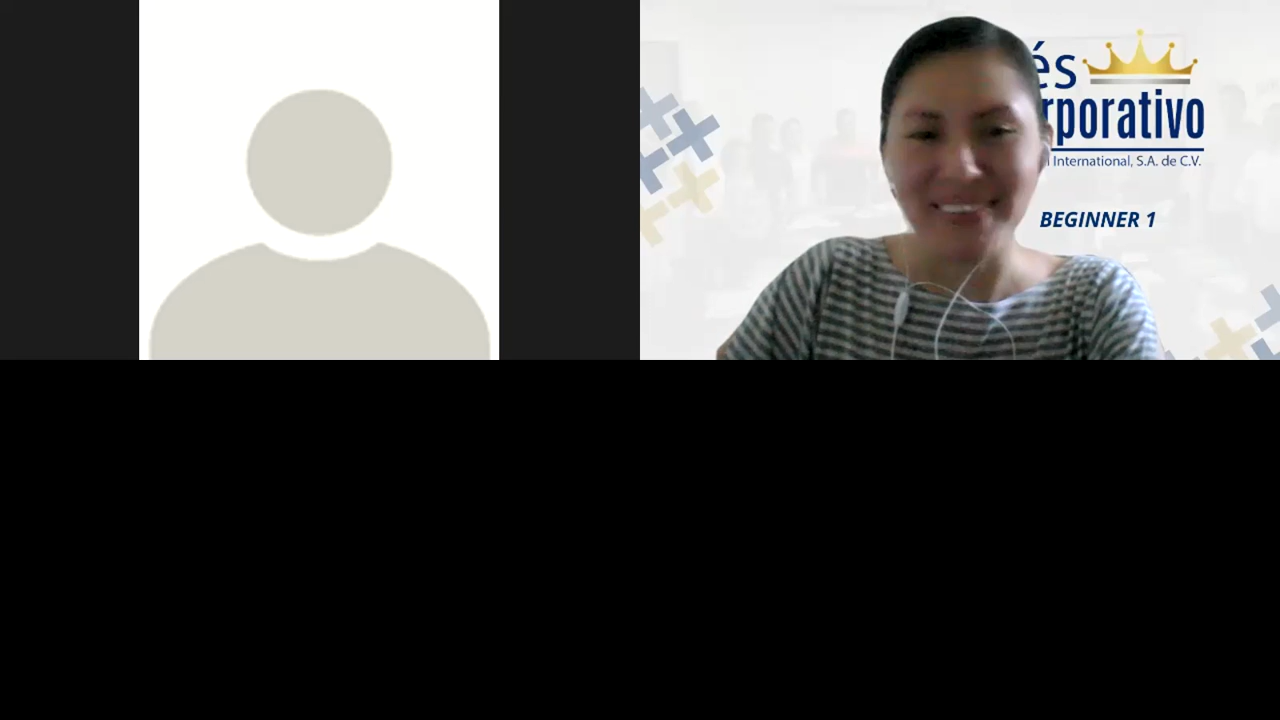 és
rporativo
l International, S.A. de C.V.
BEGINNER 1